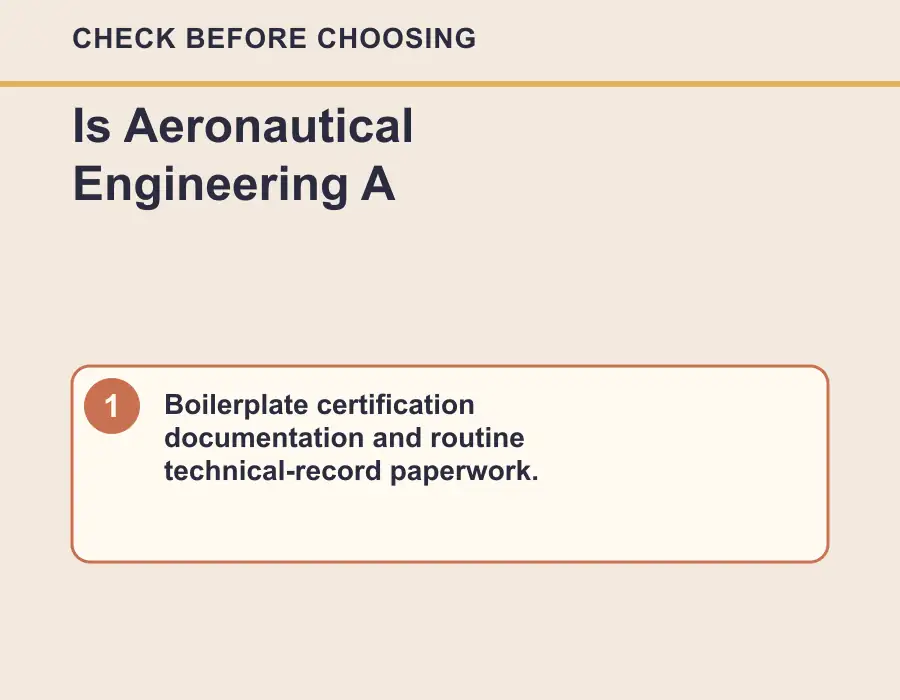 CHECK BEFORE CHOOSING
Is Aeronautical
Engineering A
1
Boilerplate certification
documentation and routine
technical-record paperwork.